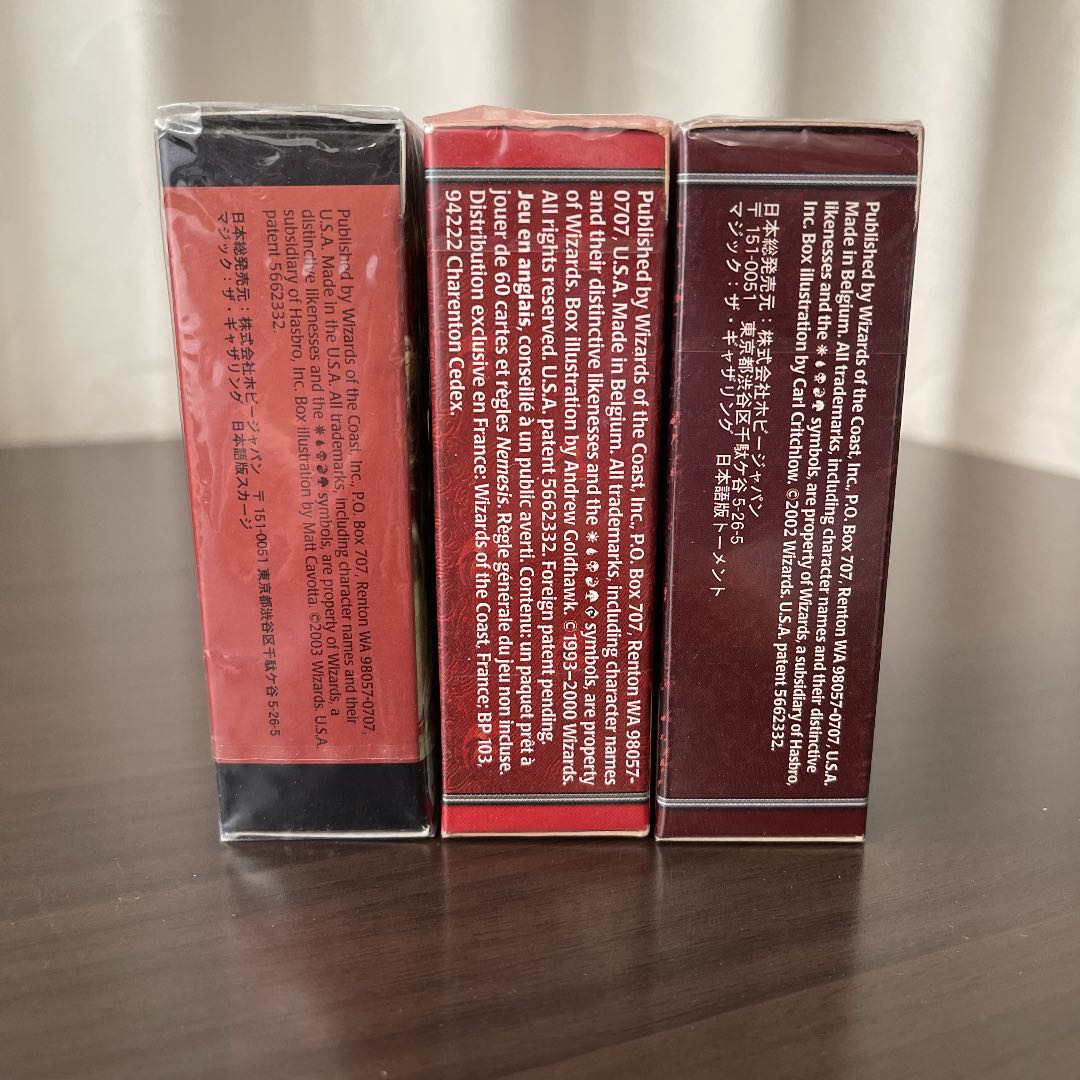 Published by Wizards of the Coast, Inc., P.O. Box 707, Renton WA 98057-0707,
U.S.A. Made in the U.S.A. All trademarks, including character names and their
distinctive likenesses and the symbols, are property of Wizards, a
subsidiary of Hasbro, Inc. Box illustration by Matt Cavotta. ©2003 Wizards. U.S.A.
patent 5662332.
日本総発売元：株式会社ホビージャパン 〒151-0051 東京都渋谷区千駄ケ谷 5-26-5
マジック：ザ・ギャザリング 日本語版スカージ
Published by Wizards of the Coast, Inc, P.O. Box 707, Renton WA 98057-
0707, U.S.A. Made in Belgium. All trademarks, including character names
and their distinctive likenesses and the symbols, are property
of Wizards. Box illustration by Andrew Goldhawk. ©1993–2000 Wizards.
All rights reserved. U.S.A. patent 5662332. Foreign patent pending.
Jeu en anglais, conseillé à un public averti. Contenu: un paquet prêt à
jouer de 60 cartes et règles Nemesis. Règle générale du jeu non incluse.
Distribution exclusive en France: Wizards of the Coast, France; BP 103,
94222 Charenton Cedex.
Published by Wizards of the Coast, Inc., P.O. Box 707, Renton WA 98057-0707, U.S.A.
Made in Belgium. All trademarks, including character names and their distinctive
likenesses and the symbols, are property of Wizards, a subsidiary of Hasbro,
Inc. Box illustration by Carl Critchlow. ©2002 Wizards. U.S.A. patent 5662332.
日本総発売元：株式会社ホビージャパン
〒151-0051 東京都渋谷区千駄ケ谷 5-26-5
マジック：ザ・ギャザリング 日本語版トーメント